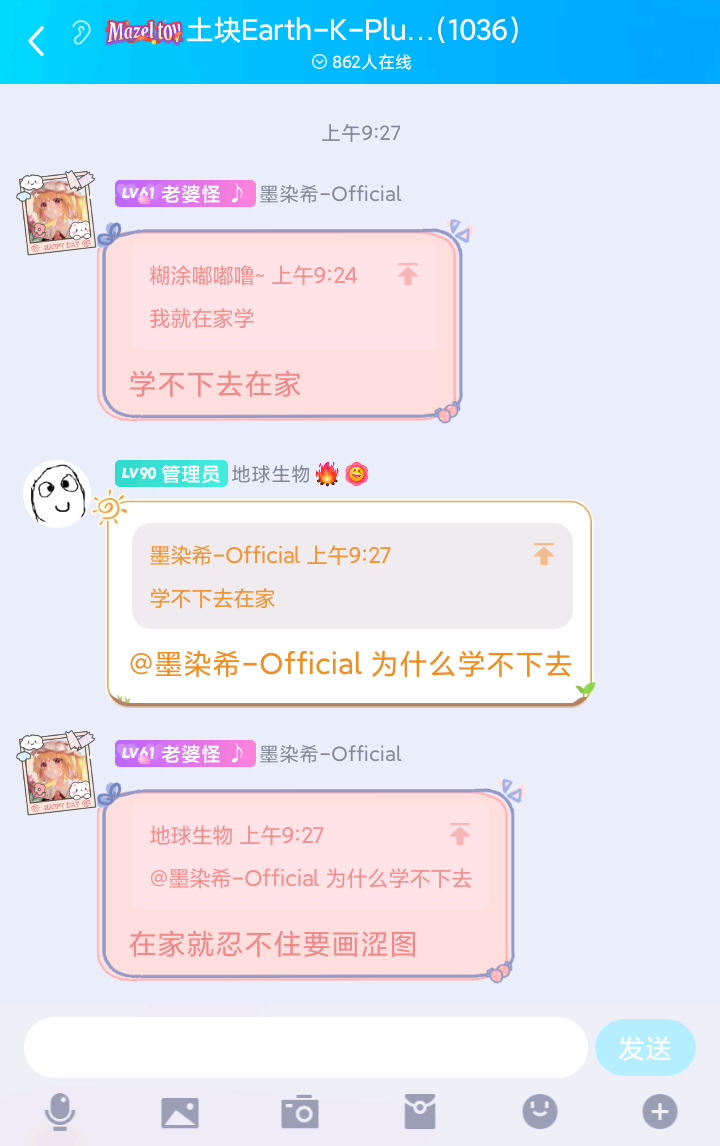 Mazel toy 土块Earth-K-Plu...(1036)
862人在线
上午9:27
LV61 老婆怪 ♪ 墨染希-Official
糊涂嘟嘟噜~ 上午9:24
我就在家学
学不下去在家
LV90 管理员 地球生物🔥
墨染希-Official 上午9:27
学不下去在家
@墨染希-Official 为什么学不下去
LV61 老婆怪 ♪ 墨染希-Official
地球生物 上午9:27
@墨染希-Official 为什么学不下去
在家就忍不住要画涩图
发送